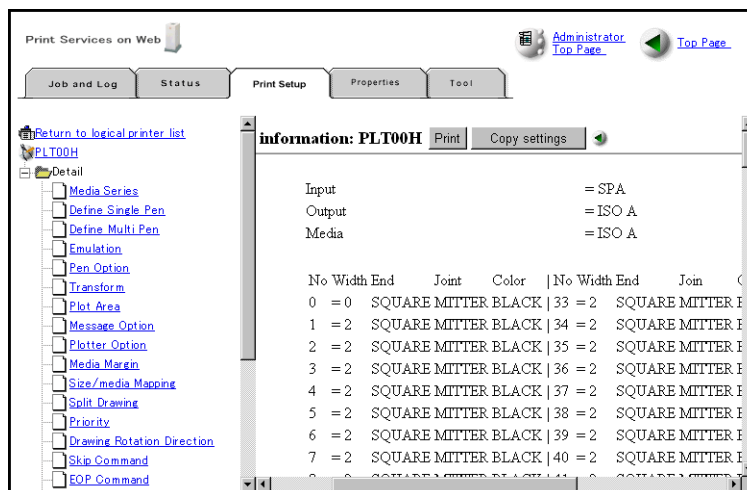 Print Services on Web
Administrator
Top Page
Top Page
Job and Log
Status
Print Setup
Properties
Tool
Return to logical printer list
PLT00H
Detail
Media Series
Define Single Pen
Define Multi Pen
Emulation
Pen Option
Transform
Plot Area
Message Option
Plotter Option
Media Margin
Size/media Mapping
Split Drawing
Priority
Drawing Rotation Direction
Skip Command
EOP Command
information: PLT00H Print Copy settings
Input = SPA
Output = ISO A
Media = ISO A
No Width End Joint Color | No Width End Join
0 = 0 SQUARE MITTER BLACK | 33 = 2 SQUARE MITTER
1 = 2 SQUARE MITTER BLACK | 34 = 2 SQUARE MITTER
2 = 2 SQUARE MITTER BLACK | 35 = 2 SQUARE MITTER
3 = 2 SQUARE MITTER BLACK | 36 = 2 SQUARE MITTER
4 = 2 SQUARE MITTER BLACK | 37 = 2 SQUARE MITTER
5 = 2 SQUARE MITTER BLACK | 38 = 2 SQUARE MITTER
6 = 2 SQUARE MITTER BLACK | 39 = 2 SQUARE MITTER
7 = 2 SQUARE MITTER BLACK | 40 = 2 SQUARE MITTER